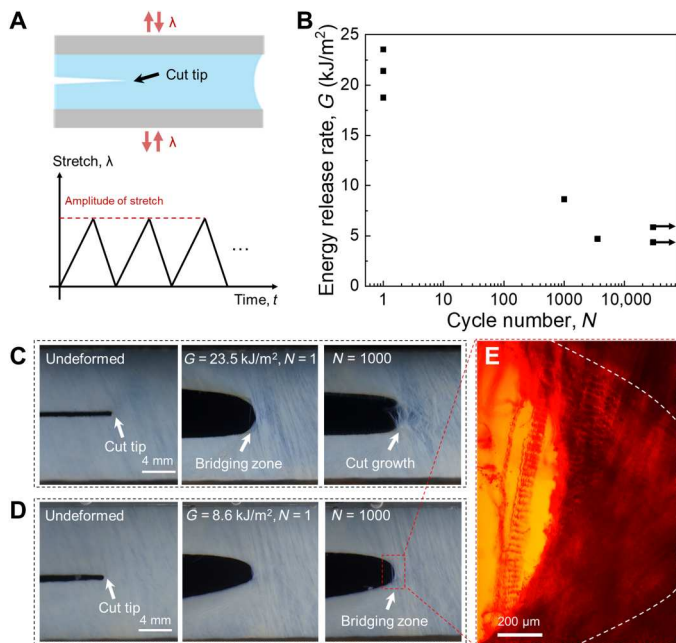 A
λ
Cut tip
λ
Stretch, λ
Amplitude of stretch
...
Time, t
B
Energy release rate, G (kJ/m²)
25
20
15
10
5
0
1
10
100
1000
10,000
Cycle number, N
C
Undeformed
Cut tip
4 mm
G = 23.5 kJ/m², N = 1
Bridging zone
N = 1000
Cut growth
D
Undeformed
Cut tip
4 mm
G = 8.6 kJ/m², N = 1
N = 1000
Bridging zone
E
200 μm